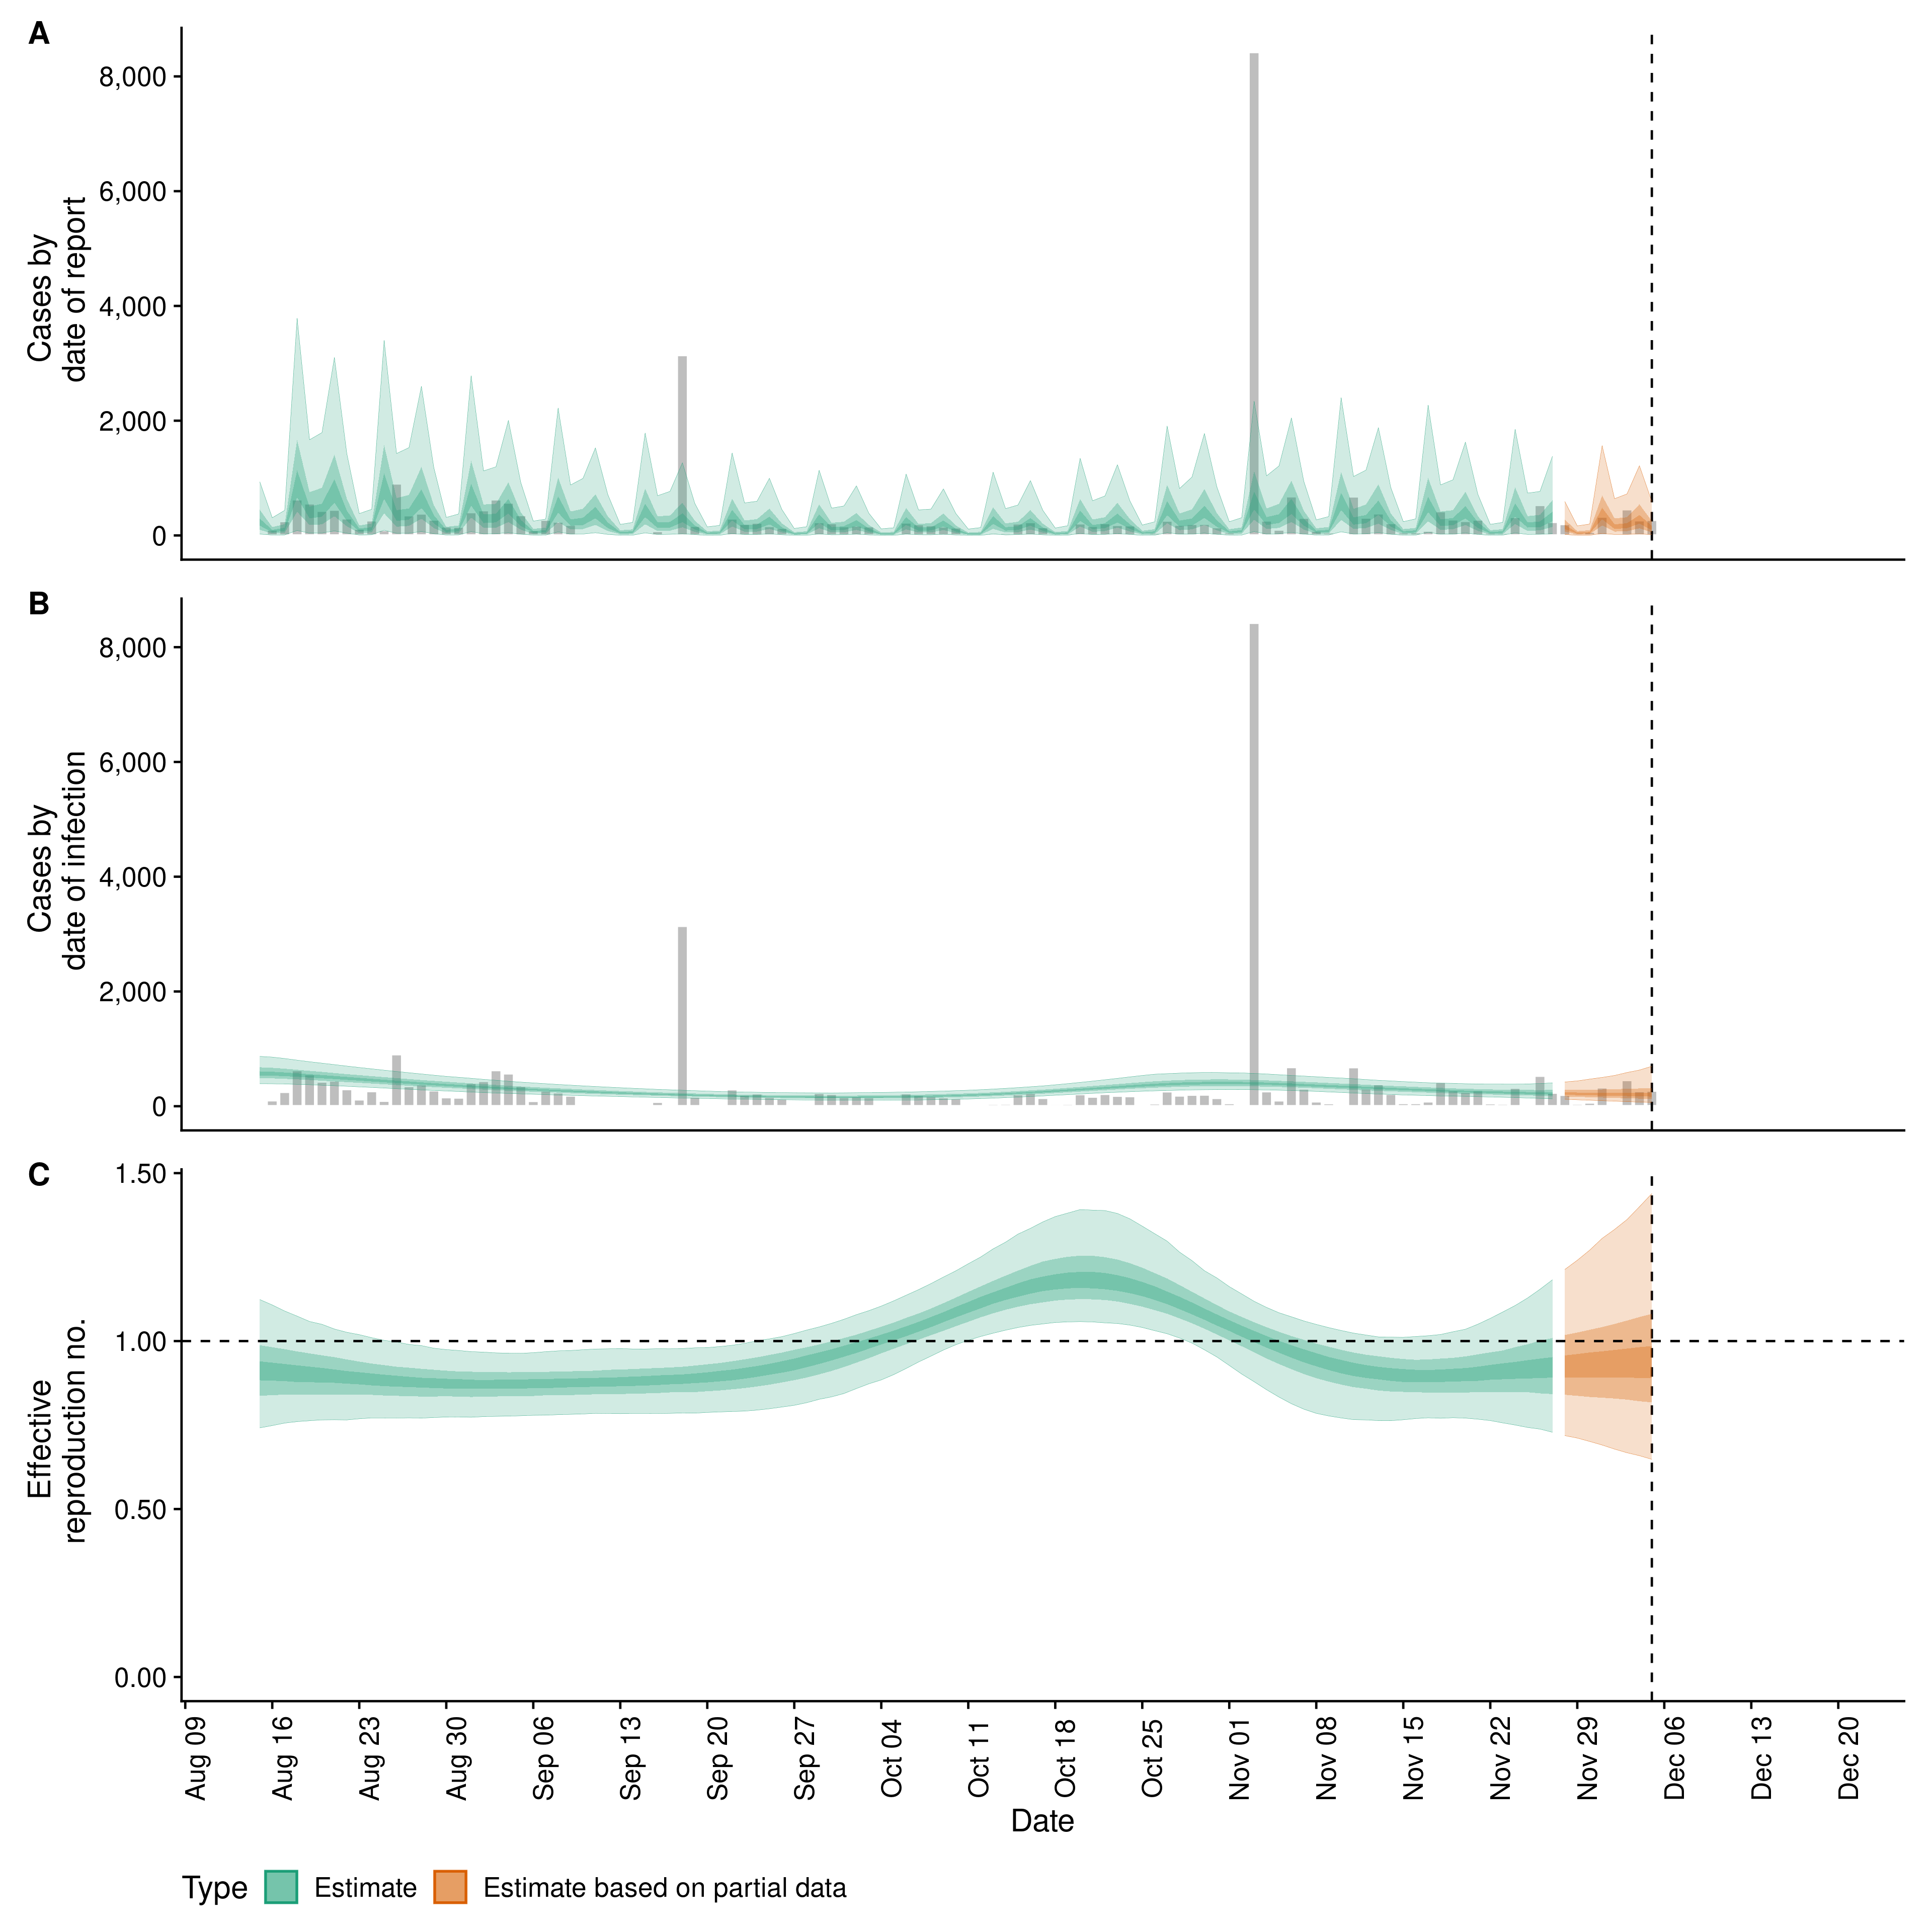 A
8,000
6,000
4,000
2,000
0
Cases by
date of report
B
8,000
6,000
4,000
2,000
0
Cases by
date of infection
C
1.50
1.00
0.50
0.00
Effective
reproduction no.
Aug 09
Aug 16
Aug 23
Aug 30
Sep 06
Sep 13
Sep 20
Sep 27
Oct 04
Oct 11
Oct 18
Oct 25
Nov 01
Nov 08
Nov 15
Nov 22
Nov 29
Dec 06
Dec 13
Dec 20
Date
Type Estimate Estimate based on partial data